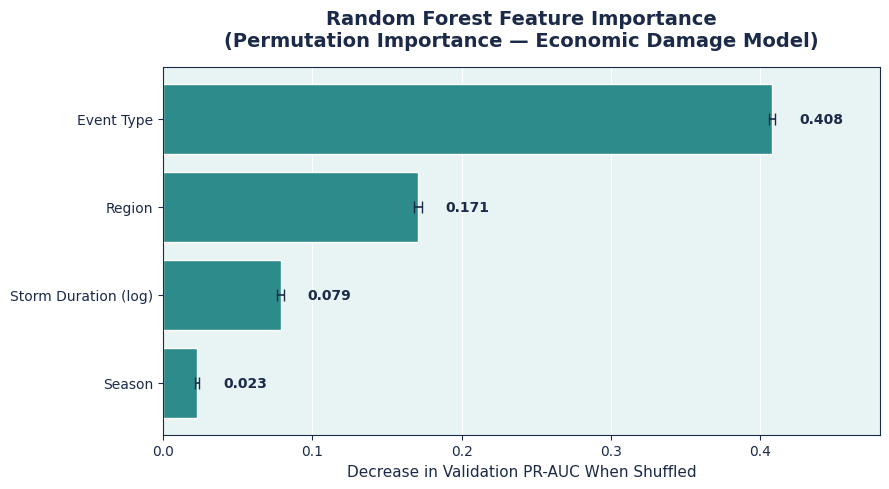 Random Forest Feature Importance
(Permutation Importance — Economic Damage Model)
Event Type
0.408
Region
0.171
Storm Duration (log)
0.079
Season
0.023
0.0
0.1
0.2
0.3
0.4
Decrease in Validation PR-AUC When Shuffled